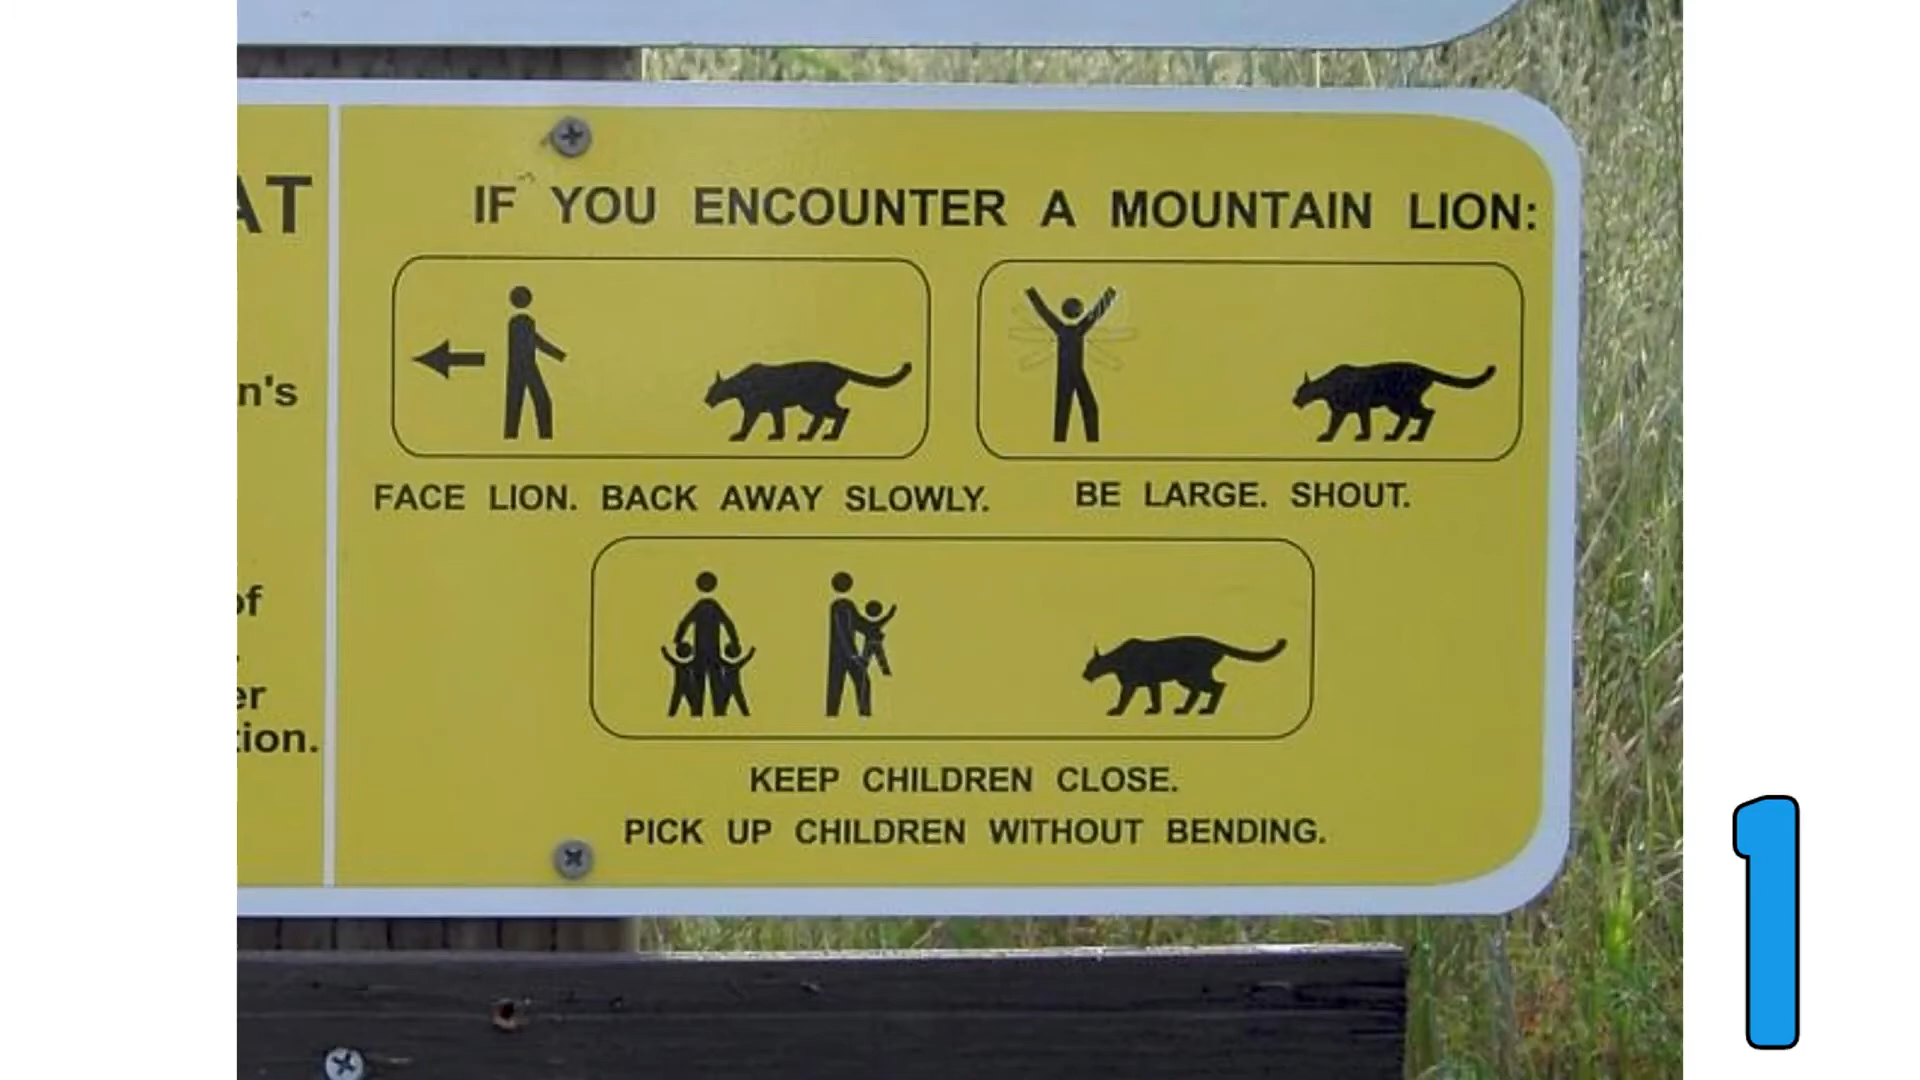 AT
n's
of
er
tion.
IF YOU ENCOUNTER A MOUNTAIN LION:
FACE LION. BACK AWAY SLOWLY.
BE LARGE. SHOUT.
KEEP CHILDREN CLOSE.
PICK UP CHILDREN WITHOUT BENDING.
1